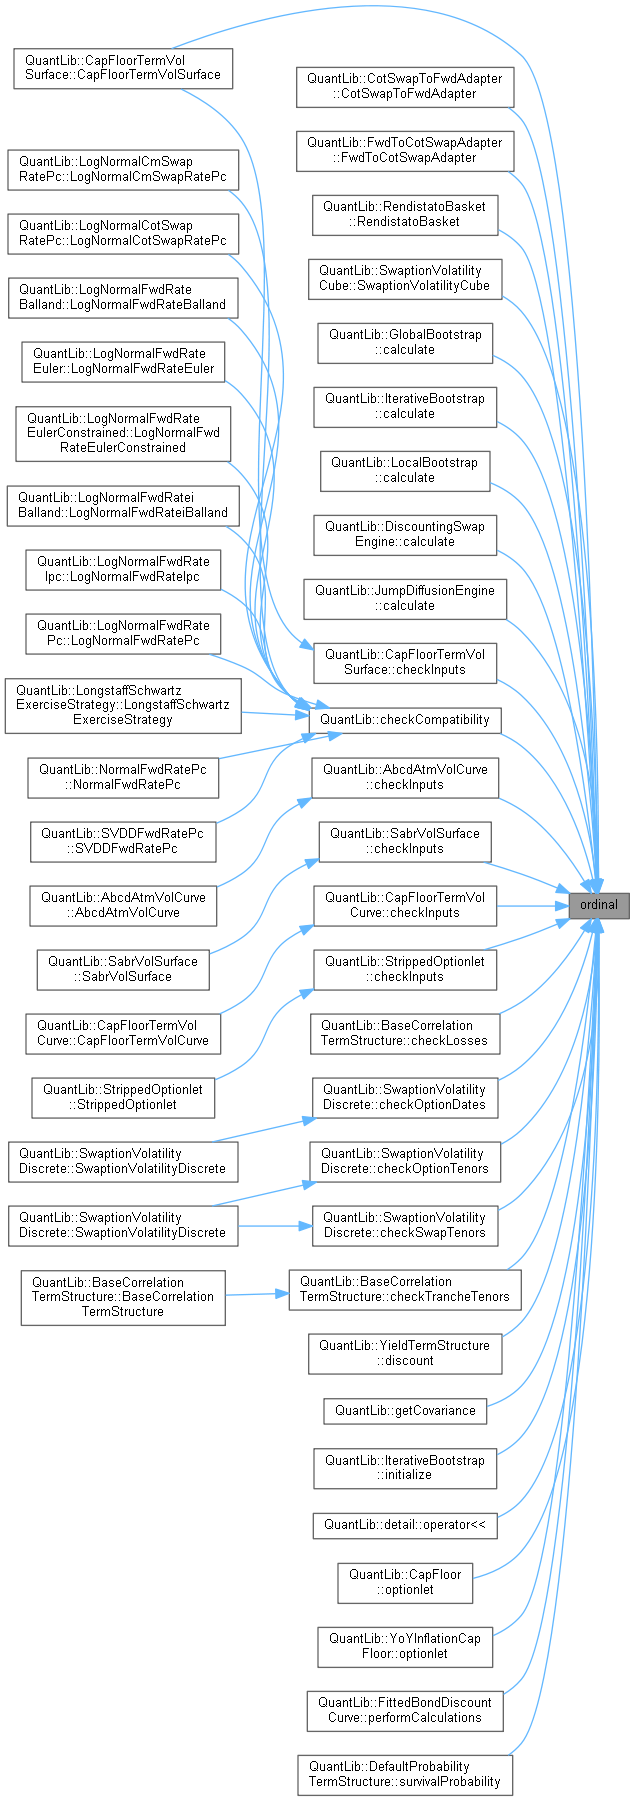 QuantLib::CapFloorTermVol
Surface::CapFloorTermVolSurface
QuantLib::CotSwapToFwdAdapter
::CotSwapToFwdAdapter
QuantLib::FwdToCotSwapAdapter
::FwdToCotSwapAdapter
QuantLib::LogNormalCmSwap
RatePc::LogNormalCmSwapRatePc
QuantLib::RendistatoBasket
::RendistatoBasket
QuantLib::LogNormalCotSwap
RatePc::LogNormalCotSwapRatePc
QuantLib::SwaptionVolatility
Cube::SwaptionVolatilityCube
QuantLib::LogNormalFwdRate
Balland::LogNormalFwdRateBalland
QuantLib::GlobalBootstrap
::calculate
QuantLib::LogNormalFwdRate
Euler::LogNormalFwdRateEuler
QuantLib::IterativeBootstrap
::calculate
QuantLib::LogNormalFwdRate
EulerConstrained::LogNormalFwd
RateEulerConstrained
QuantLib::LocalBootstrap
::calculate
QuantLib::LogNormalFwdRatei
Balland::LogNormalFwdRateiBalland
QuantLib::DiscountingSwap
Engine::calculate
QuantLib::LogNormalFwdRate
Ipc::LogNormalFwdRateIpc
QuantLib::JumpDiffusionEngine
::calculate
QuantLib::LogNormalFwdRate
Pc::LogNormalFwdRatePc
QuantLib::CapFloorTermVol
Surface::checkInputs
QuantLib::LongstaffSchwartz
ExerciseStrategy::LongstaffSchwartz
ExerciseStrategy
QuantLib::checkCompatibility
QuantLib::NormalFwdRatePc
::NormalFwdRatePc
QuantLib::AbcdAtmVolCurve
::checkInputs
QuantLib::SVDDFwdRatePc
::SVDDFwdRatePc
QuantLib::SabrVolSurface
::checkInputs
QuantLib::AbcdAtmVolCurve
::AbcdAtmVolCurve
QuantLib::CapFloorTermVol
Curve::checkInputs
ordinal
QuantLib::SabrVolSurface
::SabrVolSurface
QuantLib::StrippedOptionlet
::checkInputs
QuantLib::CapFloorTermVol
Curve::CapFloorTermVolCurve
QuantLib::BaseCorrelation
TermStructure::checkLosses
QuantLib::StrippedOptionlet
::StrippedOptionlet
QuantLib::SwaptionVolatility
Discrete::checkOptionDates
QuantLib::SwaptionVolatility
Discrete::SwaptionVolatilityDiscrete
QuantLib::SwaptionVolatility
Discrete::checkOptionTenors
QuantLib::SwaptionVolatility
Discrete::SwaptionVolatilityDiscrete
QuantLib::SwaptionVolatility
Discrete::checkSwapTenors
QuantLib::BaseCorrelation
TermStructure::BaseCorrelation
TermStructure
QuantLib::BaseCorrelation
TermStructure::checkTrancheTenors
QuantLib::YieldTermStructure
::discount
QuantLib::getCovariance
QuantLib::IterativeBootstrap
::initialize
QuantLib::detail::operator<<
QuantLib::CapFloor
::optionlet
QuantLib::YoYInflationCap
Floor::optionlet
QuantLib::FittedBondDiscount
Curve::performCalculations
QuantLib::DefaultProbability
TermStructure::survivalProbability